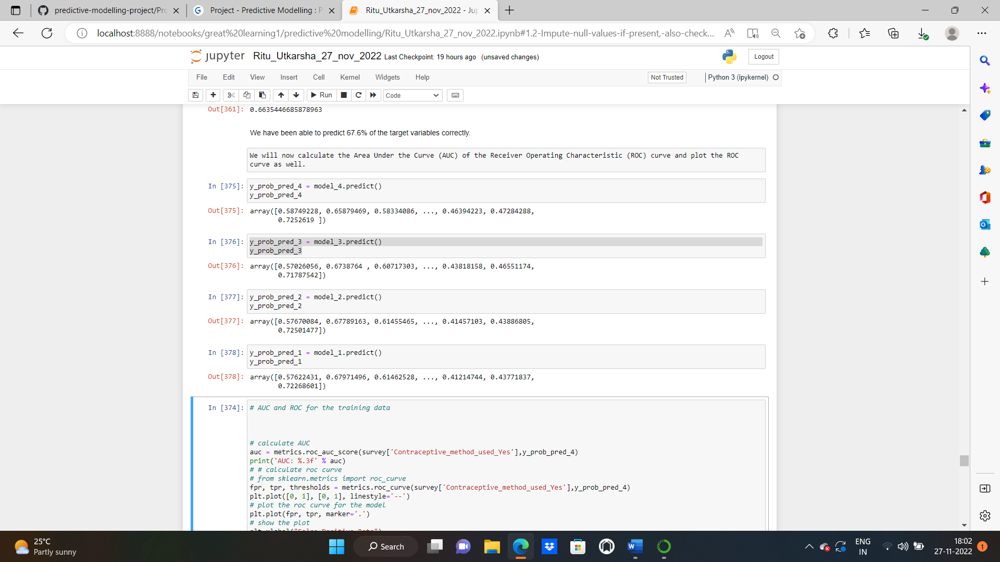 predictive-modelling-project/Pro
Project - Predictive Modelling : P
Ritu_Utkarsha_27_nov_2022 - Jup
localhost:8888/notebooks/great%20learning1/predictive%20modelling/Ritu_Utkarsha_27_nov_2022.ipynb#1.2-Impute-null-values-if-present,-also-check...
jupyter Ritu_Utkarsha_27_nov_2022 Last Checkpoint: 19 hours ago (unsaved changes)
Logout
File Edit View Insert Cell Kernel Widgets Help
Not Trusted
Python 3 (ipykernel)
Run
Code
Out[361]: 0.6635446685878963
We have been able to predict 67.6% of the target variables correctly.
We will now calculate the Area Under the Curve (AUC) of the Receiver Operating Characteristic (ROC) curve and plot the ROC
curve as well.
In [375]: y_prob_pred_4 = model_4.predict()
y_prob_pred_4
Out[375]: array([0.58749228, 0.65879469, 0.58334086, ..., 0.46394223, 0.47284288,
0.7252619 ])
In [376]: y_prob_pred_3 = model_3.predict()
y_prob_pred_3
Out[376]: array([0.57026056, 0.6738764 , 0.60717303, ..., 0.43818158, 0.46551174,
0.71787542])
In [377]: y_prob_pred_2 = model_2.predict()
y_prob_pred_2
Out[377]: array([0.57670084, 0.67789163, 0.61455465, ..., 0.41457103, 0.43886805,
0.72501477])
In [378]: y_prob_pred_1 = model_1.predict()
y_prob_pred_1
Out[378]: array([0.57622431, 0.67971496, 0.61462528, ..., 0.41214744, 0.43771837,
0.72268601])
In [374]: # AUC and ROC for the training data
# calculate AUC
auc = metrics.roc_auc_score(survey['Contraceptive_method_used_Yes'],y_prob_pred_4)
print('AUC: %.3f' % auc)
# # calculate roc curve
# from sklearn.metrics import roc_curve
fpr, tpr, thresholds = metrics.roc_curve(survey['Contraceptive_method_used_Yes'],y_prob_pred_4)
plt.plot([0, 1], [0, 1], linestyle='--')
# plot the roc curve for the model
plt.plot(fpr, tpr, marker='.')
# show the plot
plt.xlabel("False Positive Rate")
25°C
Partly sunny
Search
ENG
IN
18:02
27-11-2022
1